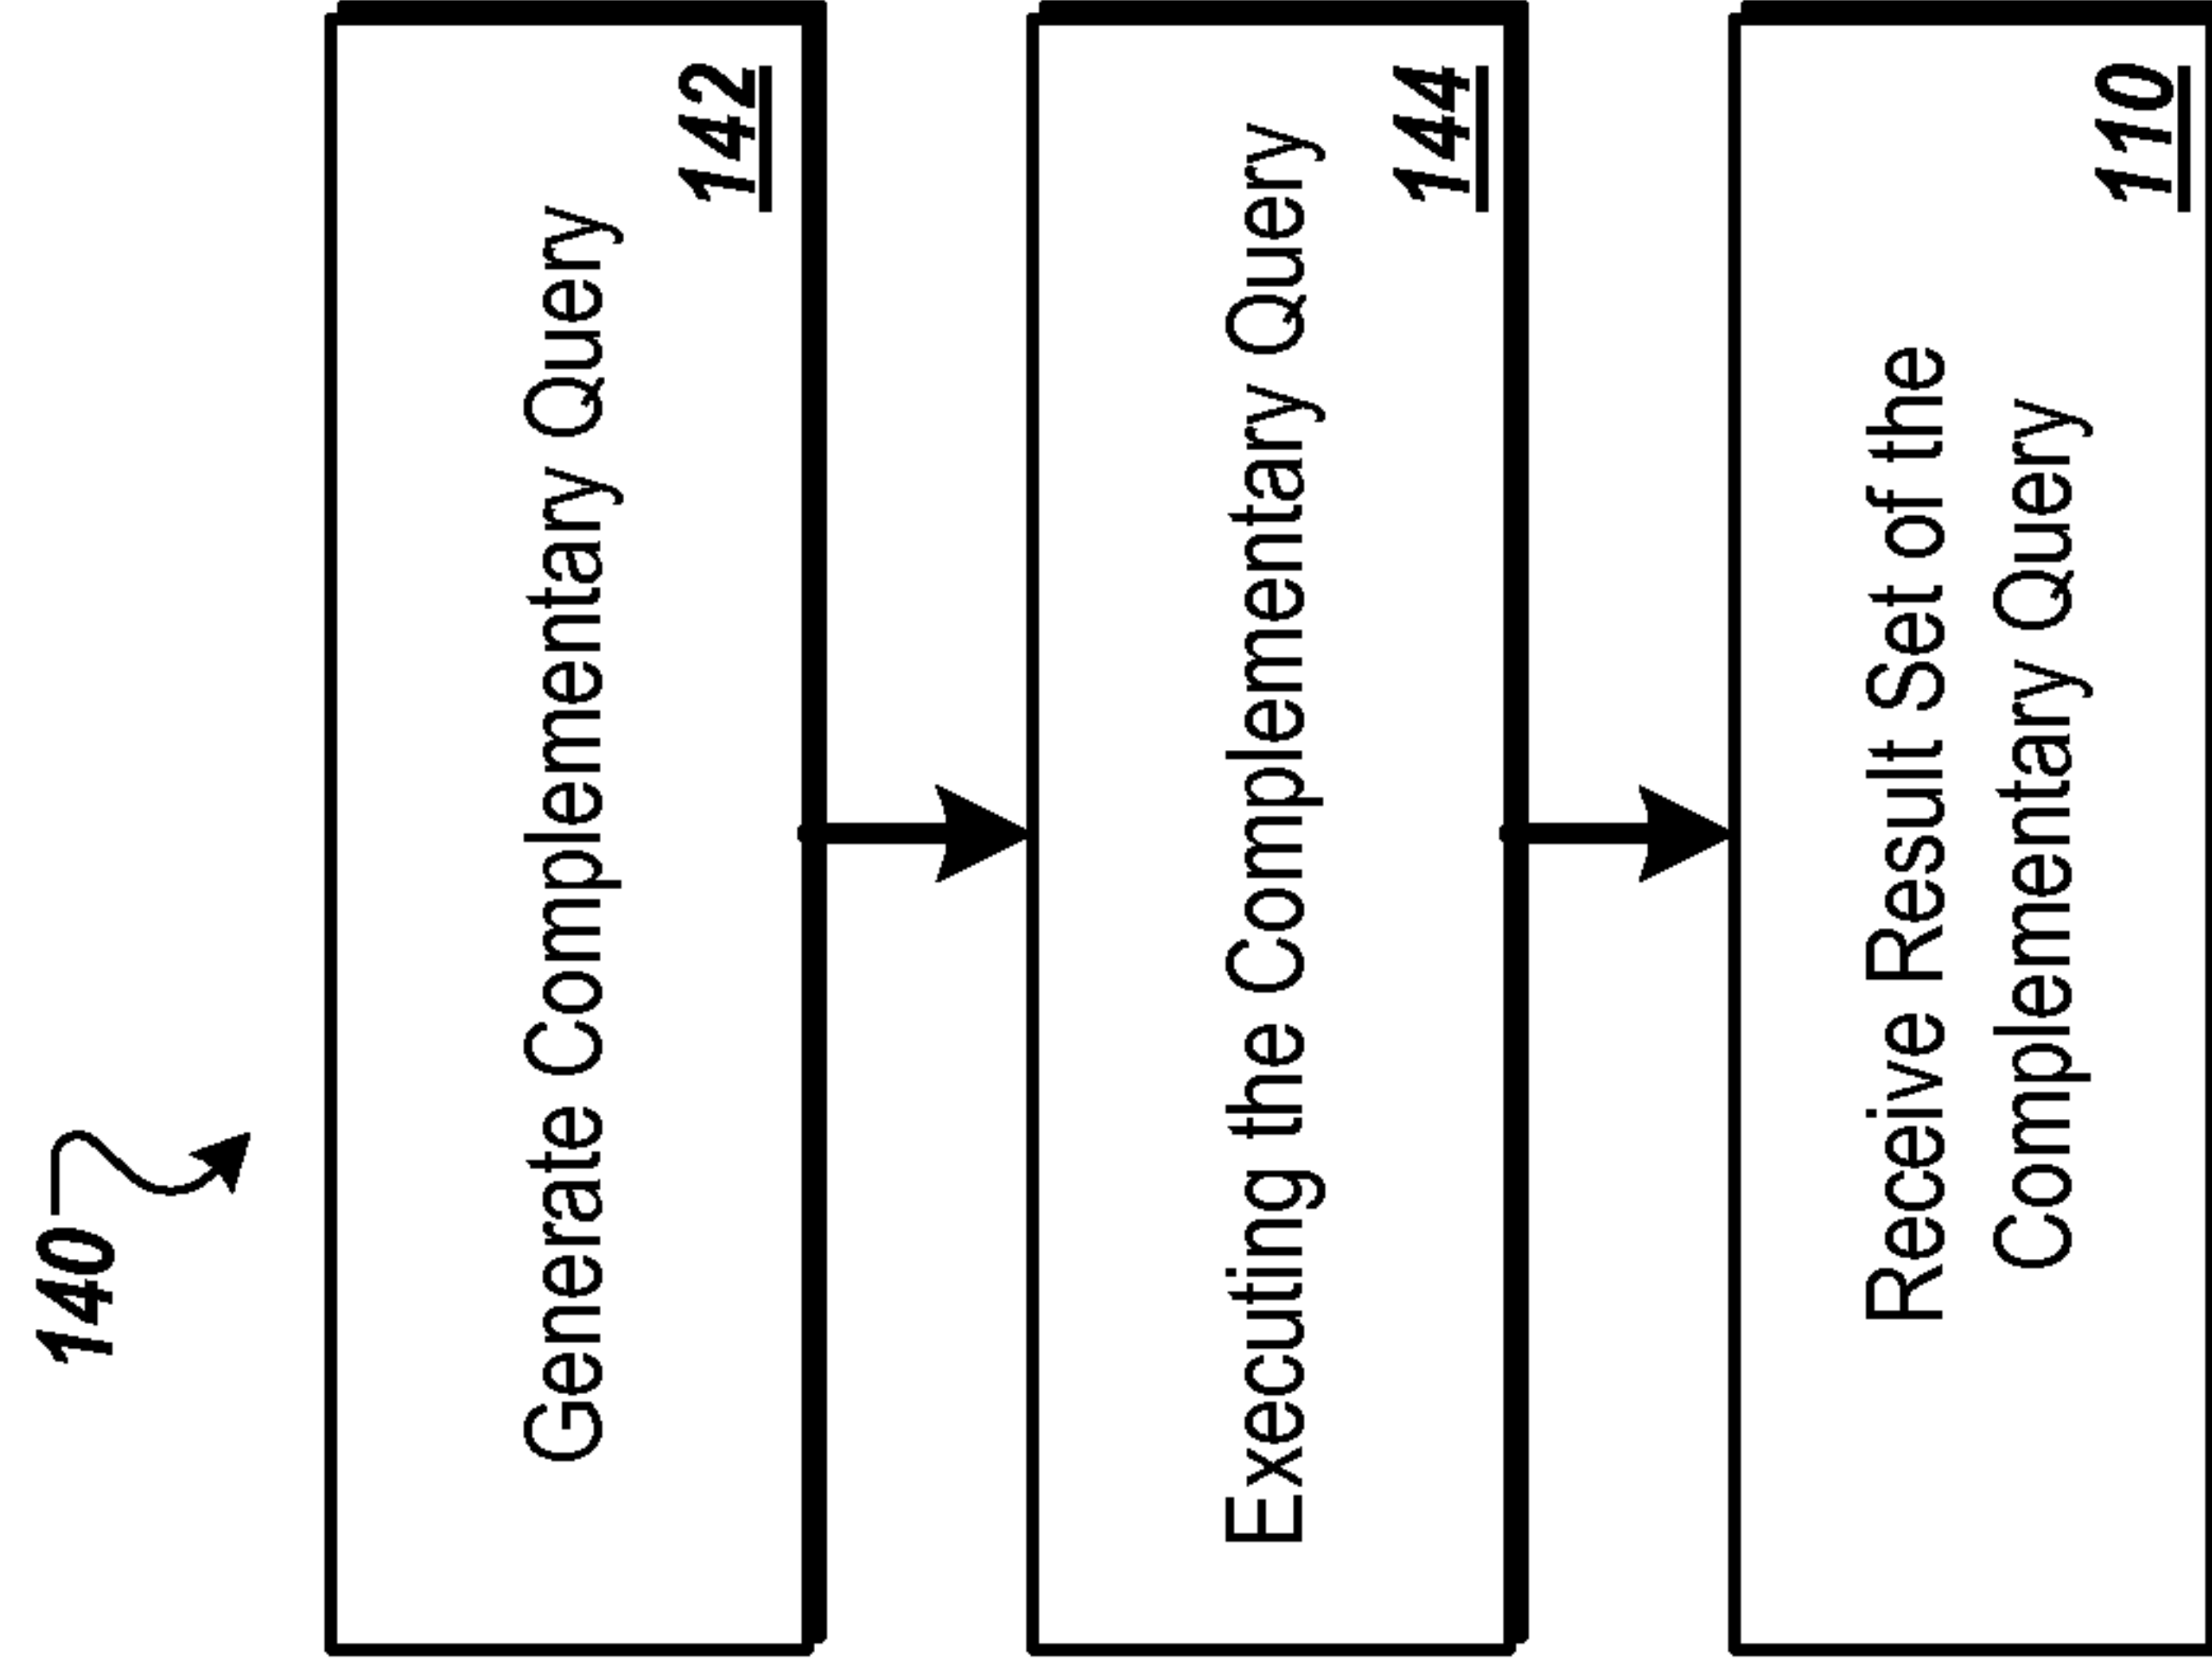 140
Generate Complementary Query
142
Executing the Complementary Query
144
Receive Result Set of the
Complementary Query
110